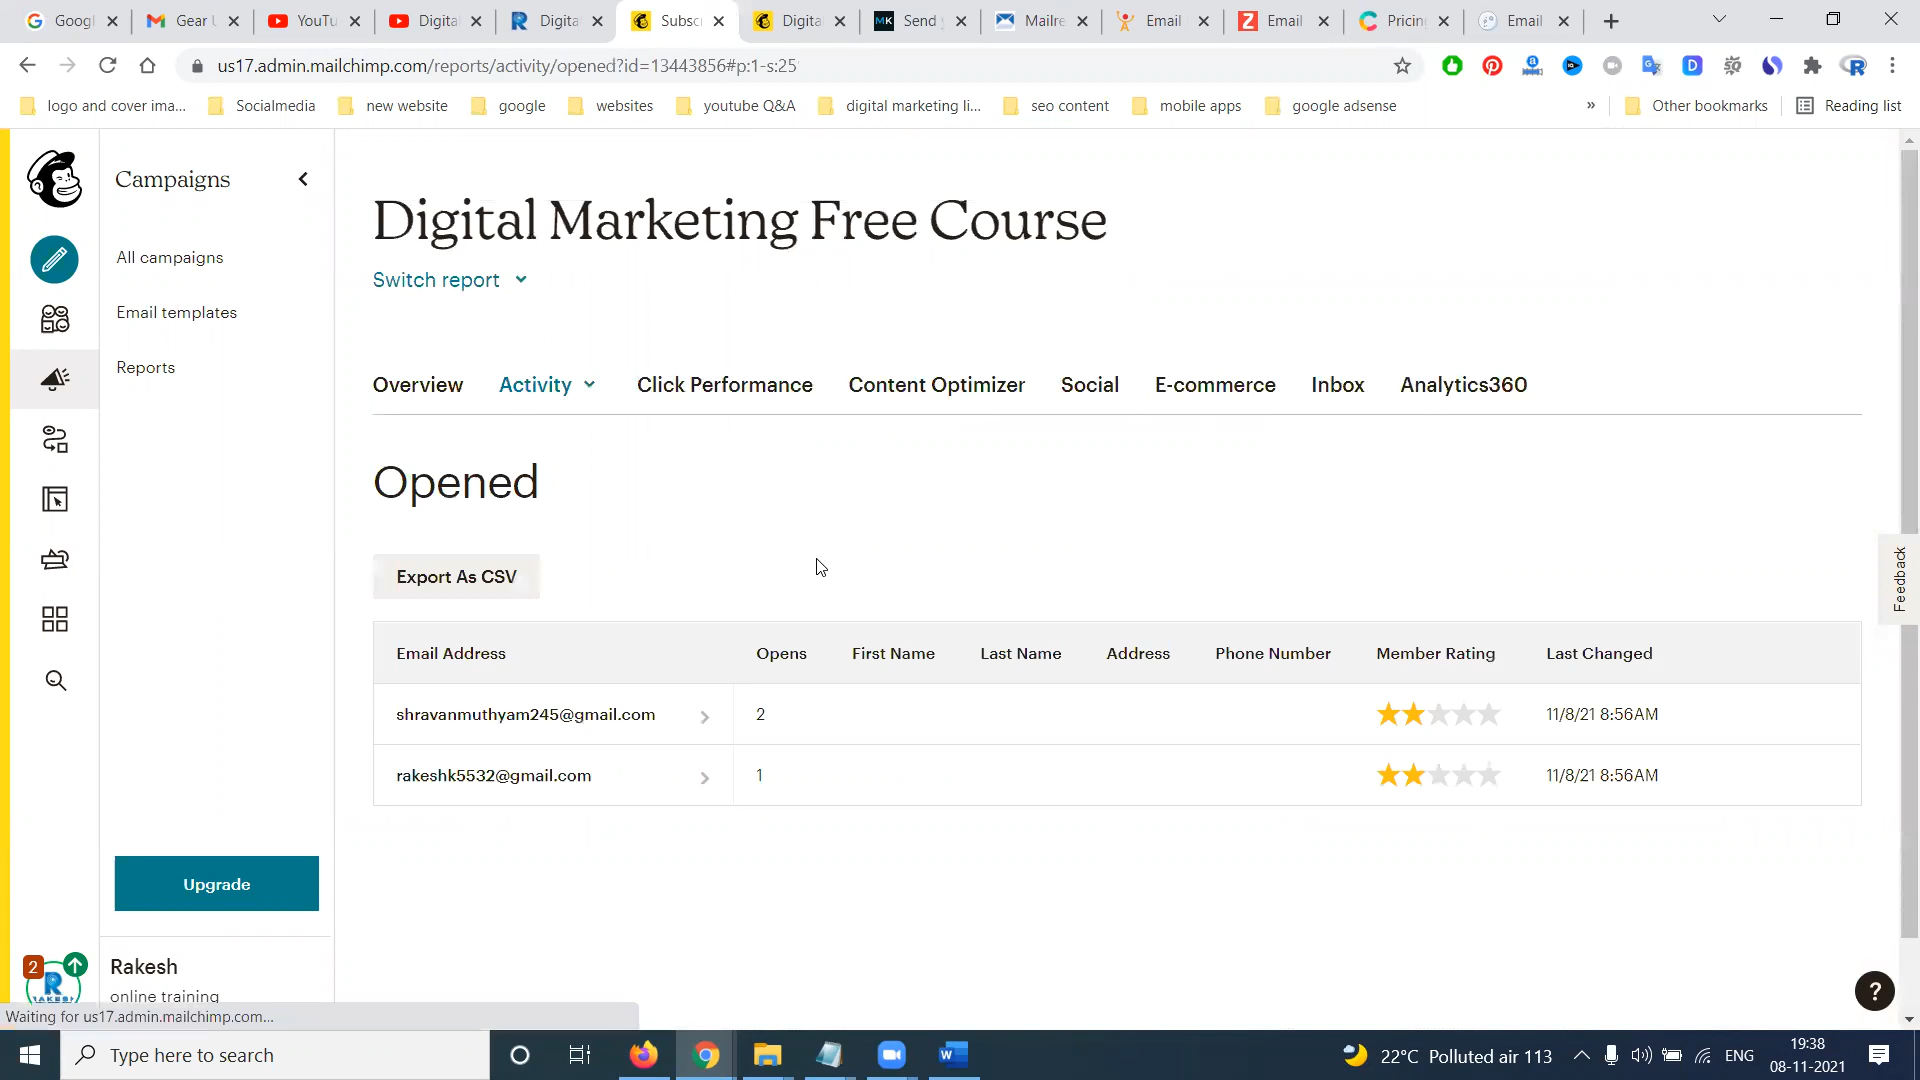 Googl
Gear U
YouTu
Digital
Digita
Subsc
Digita
MK
Send y
Mailre
Email
Z
Email
Pricin
Email
us17.admin.mailchimp.com/reports/activity/opened?id=13443856#p:1-s:25
logo and cover ima...
Socialmedia
new website
google
websites
youtube Q&A
digital marketing li...
seo content
mobile apps
google adsense
»
Other bookmarks
Reading list
Campaigns
All campaigns
Email templates
Reports
Upgrade
2
Rakesh
online training
Digital Marketing Free Course
Switch report
Overview Activity Click Performance Content Optimizer Social E-commerce Inbox Analytics360
Opened
Export As CSV
Email Address Opens First Name Last Name Address Phone Number Member Rating Last Changed
shravanmuthyam245@gmail.com 2 11/8/21 8:56AM
rakeshk5532@gmail.com 1 11/8/21 8:56AM
Feedback
?
Waiting for us17.admin.mailchimp.com...
Type here to search
22°C Polluted air 113
ENG
19:38
08-11-2021